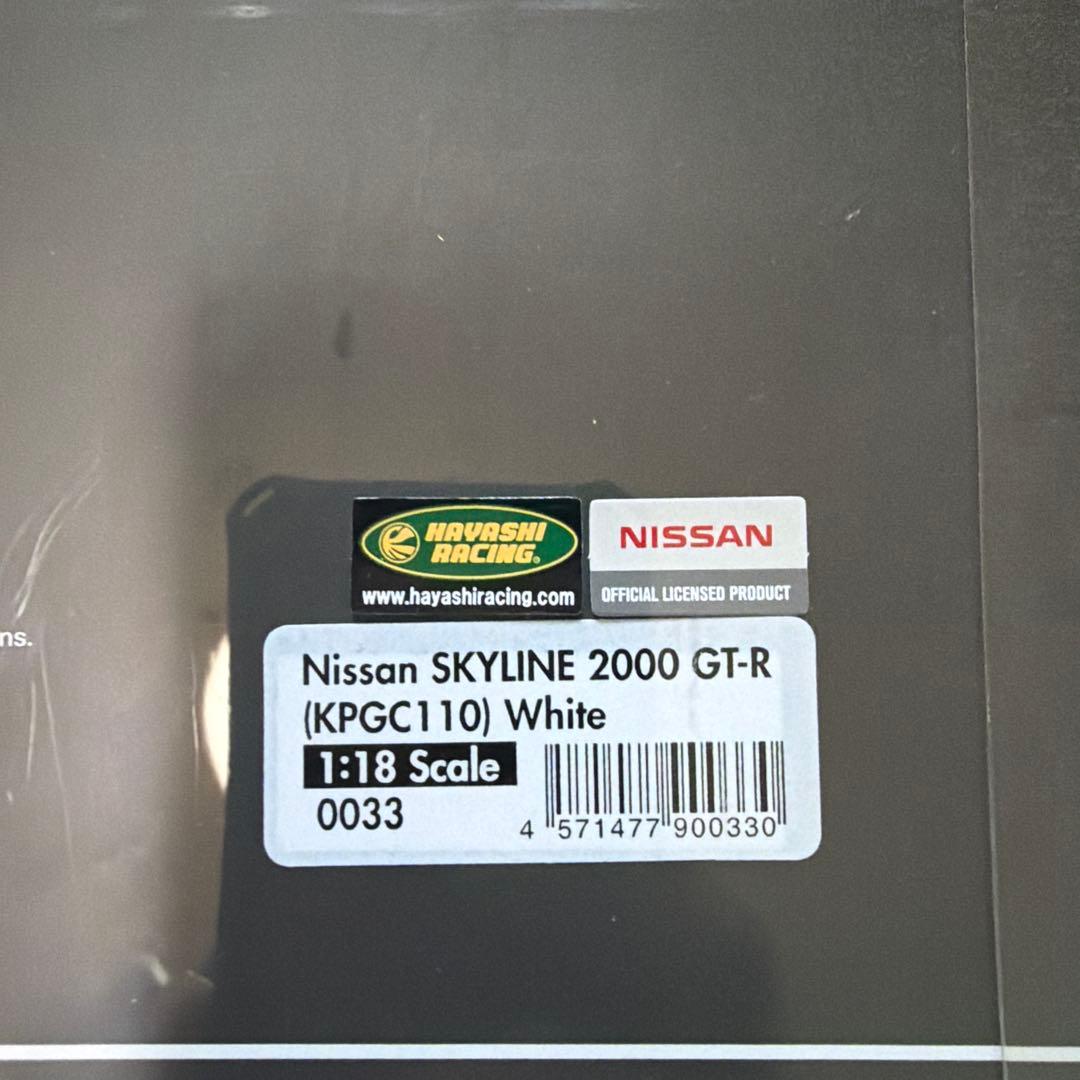 HAYASHI
RACING®
www.hayashiracing.com
NISSAN
OFFICIAL LICENSED PRODUCT
ns.
Nissan SKYLINE 2000 GT-R
(KPGC110) White
1:18 Scale
0033
4 571477 900330